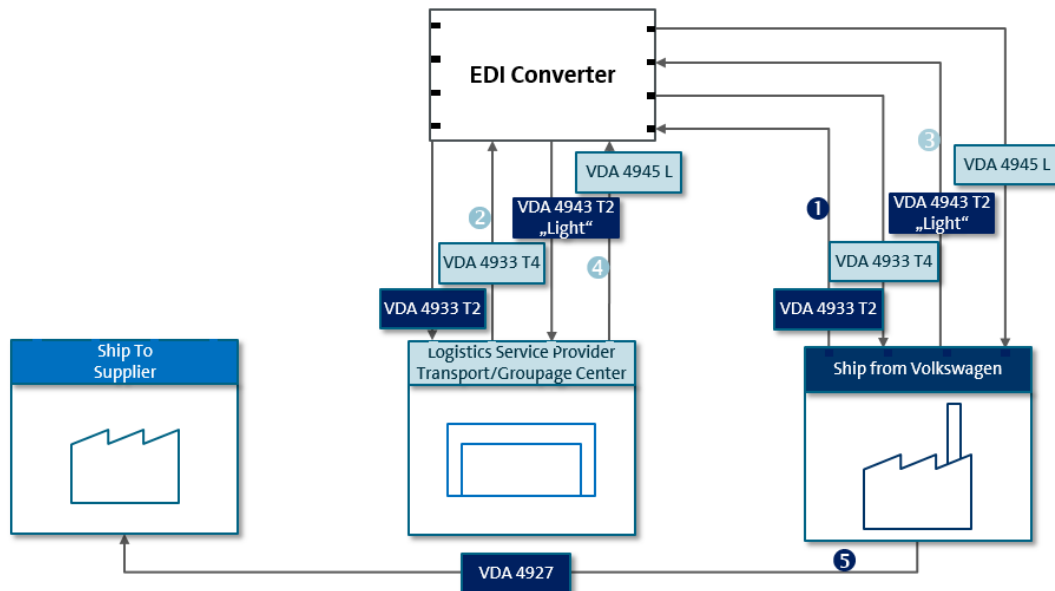 EDI Converter
VDA 4945 L
VDA 4943 T2
„Light“
VDA 4933 T4
VDA 4933 T2
2
4
1
3
VDA 4945 L
VDA 4943 T2
„Light“
VDA 4933 T4
VDA 4933 T2
Ship To
Supplier
Logistics Service Provider
Transport/Groupage Center
Ship from Volkswagen
VDA 4927
5